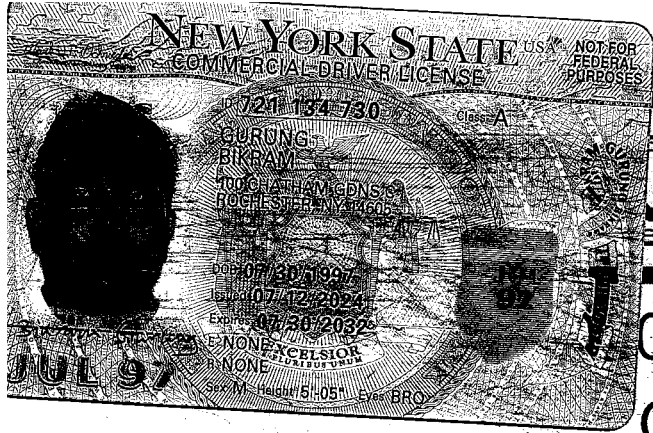 NEW YORK STATE USA
COMMERCIAL DRIVER LICENSE
NOT FOR
FEDERAL
PURPOSES
ID 721 134 730
Class A
GURUNG
BIKRAM
100 CHATHAM GDNS
ROCHESTER, NY 14605
DOB 07/30/1997
Issued 07/12/2024
Expires 07/30/2032
E NONE
R NONE
EXCELSIOR
E PLURIBUS UNUM
Sex M Height 5'-05" Eyes BRO
JUL 97